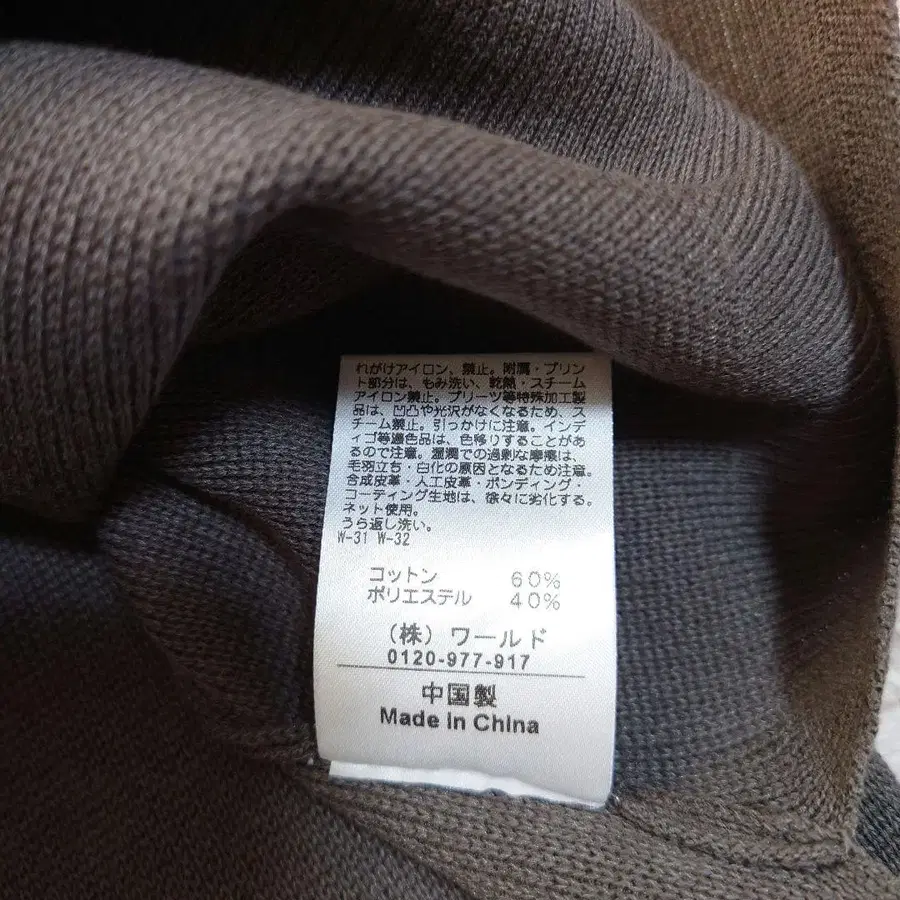 れがけアイロン、禁止。附属・プリン
ト部分は、もみ洗い、乾熱・スチーム
アイロン禁止。プリーツ等特殊加工製
品は、凹凸や光沢がなくなるため、ス
チーム禁止。引っかけに注意。インデ
ィゴ等濃色品は、色移りすることがあ
るので注意。湿潤での過剰な摩擦は、
毛羽立ち・白化の原因となるため注意。
合成皮革・人工皮革・ボンディング・
コーティング生地は、徐々に劣化する。
ネット使用。
うら返し洗い。
W-31 W-32
コットン 60%
ポリエステル 40%
（株）ワールド
0120-977-917
中国製
Made in China